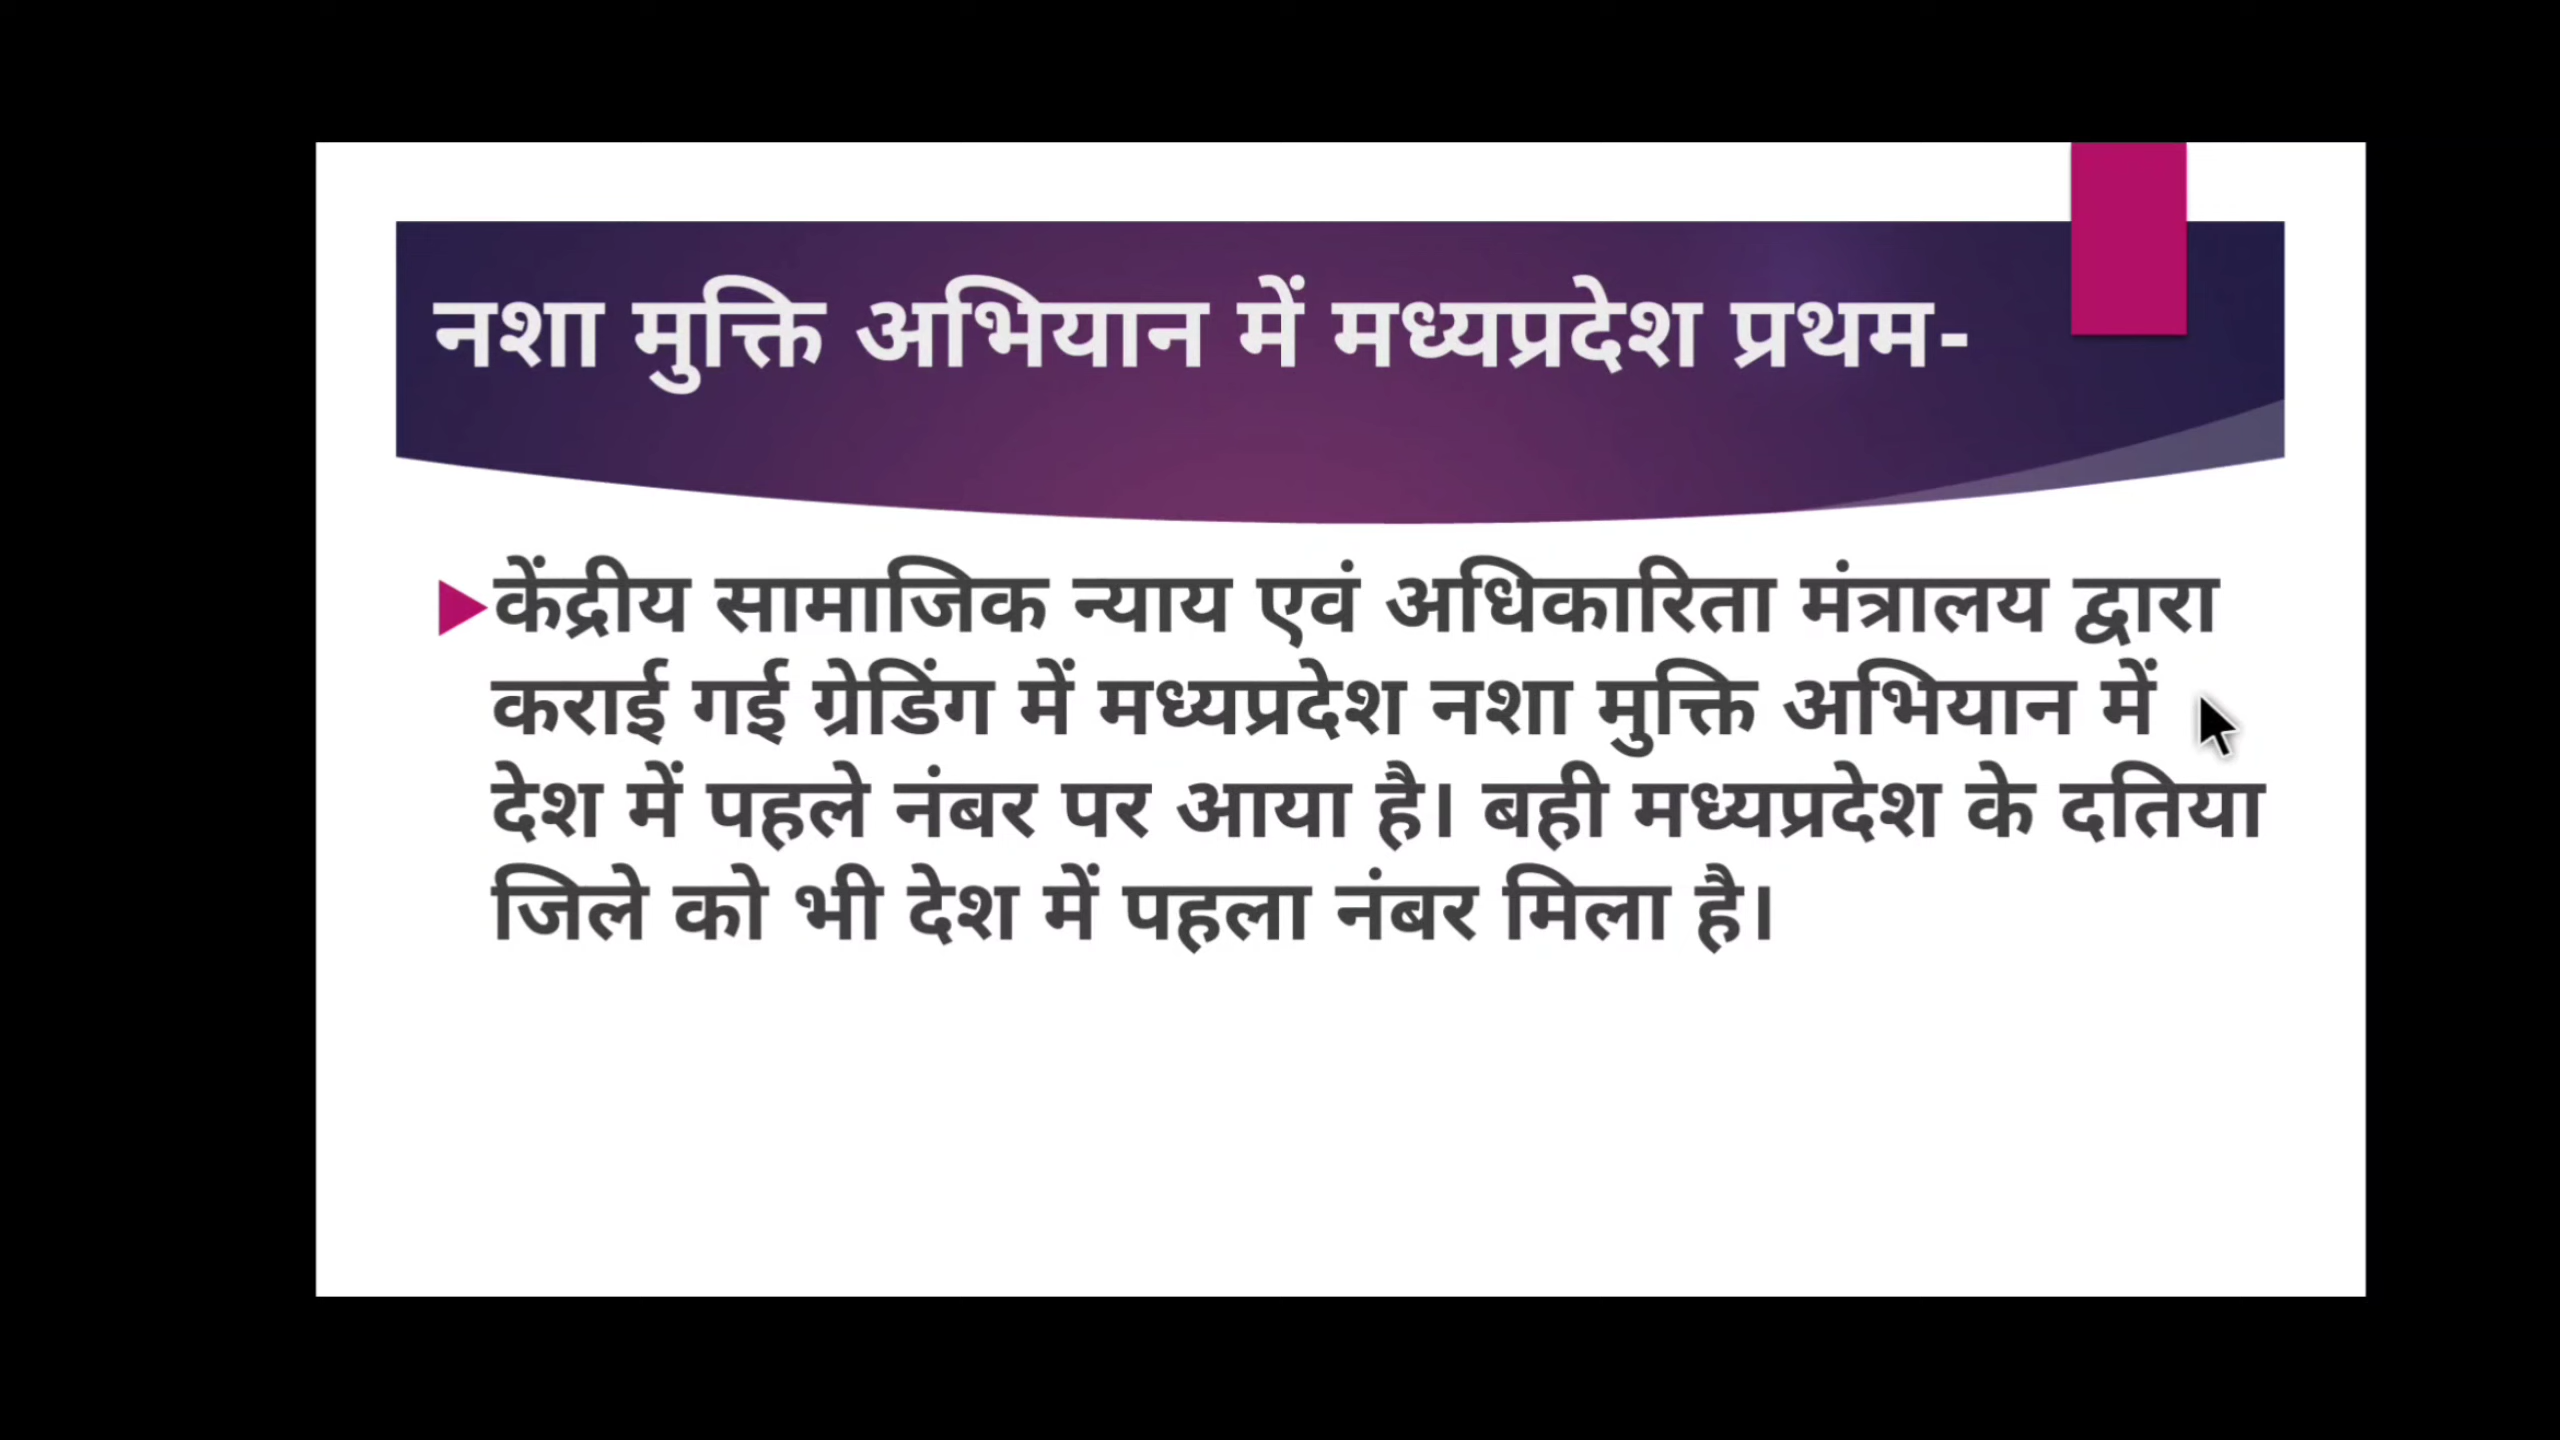 नशा मुक्ति अभियान में मध्यप्रदेश प्रथम-
केंद्रीय सामाजिक न्याय एवं अधिकारिता मंत्रालय द्वारा
कराई गई ग्रेडिंग में मध्यप्रदेश नशा मुक्ति अभियान में
देश में पहले नंबर पर आया है। बही मध्यप्रदेश के दतिया
जिले को भी देश में पहला नंबर मिला है।